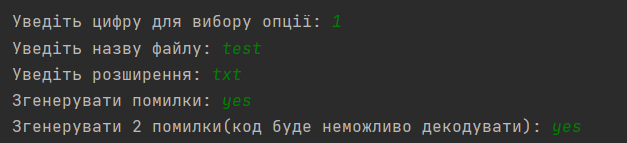 Уведіть цифру для вибору опції: 1
Уведіть назву файлу: test
Уведіть розширення: txt
Згенерувати помилки: yes
Згенерувати 2 помилки(код буде неможливо декодувати): yes